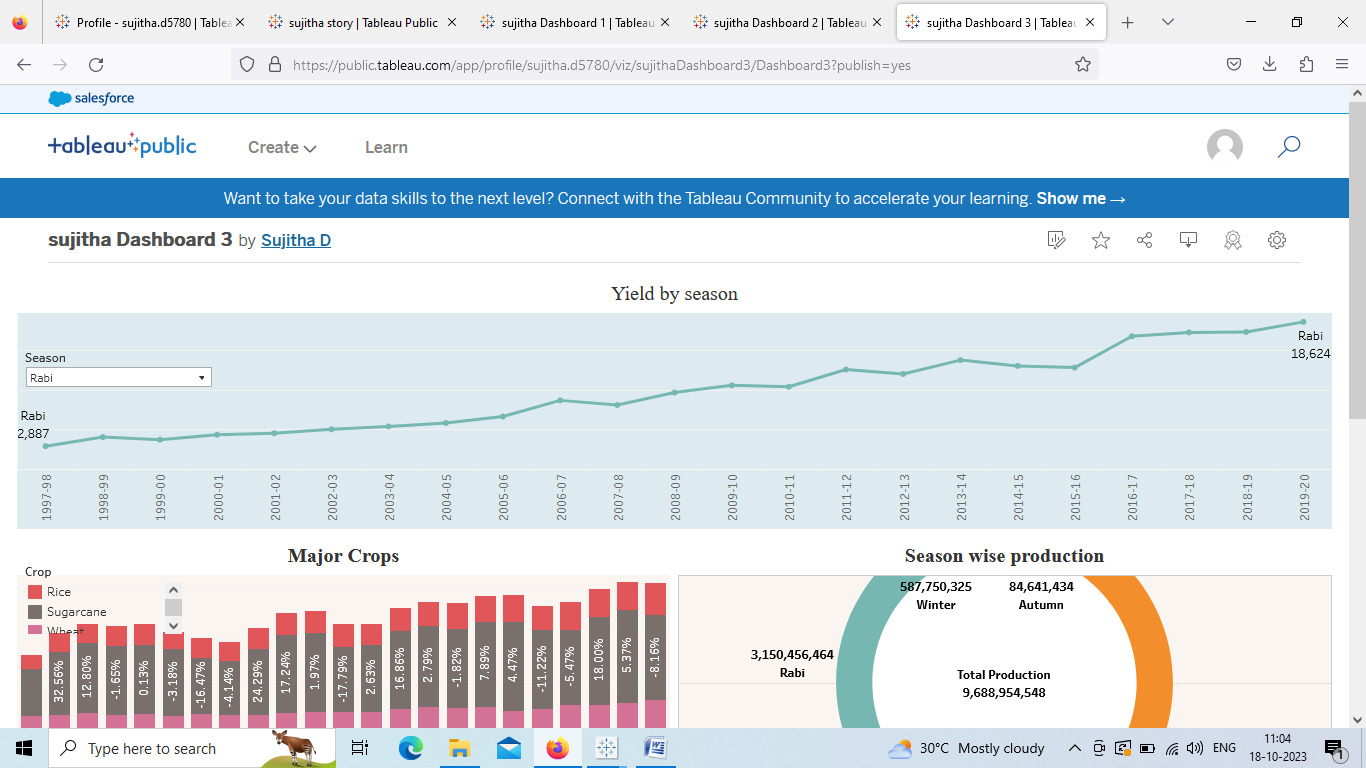 Profile - sujitha.d5780 | Tablea
sujitha story | Tableau Public
sujitha Dashboard 1 | Tableau
sujitha Dashboard 2 | Tableau
sujitha Dashboard 3 | Tableau
https://public.tableau.com/app/profile/sujitha.d5780/viz/sujithaDashboard3/Dashboard3?publish=yes
salesforce
tableau public
Create
Learn
Want to take your data skills to the next level? Connect with the Tableau Community to accelerate your learning. Show me →
sujitha Dashboard 3 by Sujitha D
Yield by season
Season
Rabi
Rabi
2,887
Rabi
18,624
1997-98
1998-99
1999-00
2000-01
2001-02
2002-03
2003-04
2004-05
2005-06
2006-07
2007-08
2008-09
2009-10
2010-11
2011-12
2012-13
2013-14
2014-15
2015-16
2016-17
2017-18
2018-19
2019-20
Major Crops
Crop
Rice
Sugarcane
Wheat
32.56%
12.80%
-1.65%
0.13%
-3.18%
-16.47%
-4.14%
24.29%
17.24%
1.97%
-17.79%
2.63%
16.86%
2.79%
-1.82%
7.89%
4.47%
-11.22%
-5.47%
18.00%
5.37%
-8.16%
Season wise production
587,750,325
Winter
84,641,434
Autumn
3,150,456,464
Rabi
Total Production
9,688,954,548
Type here to search
30°C Mostly cloudy
ENG
11:04
18-10-2023
1